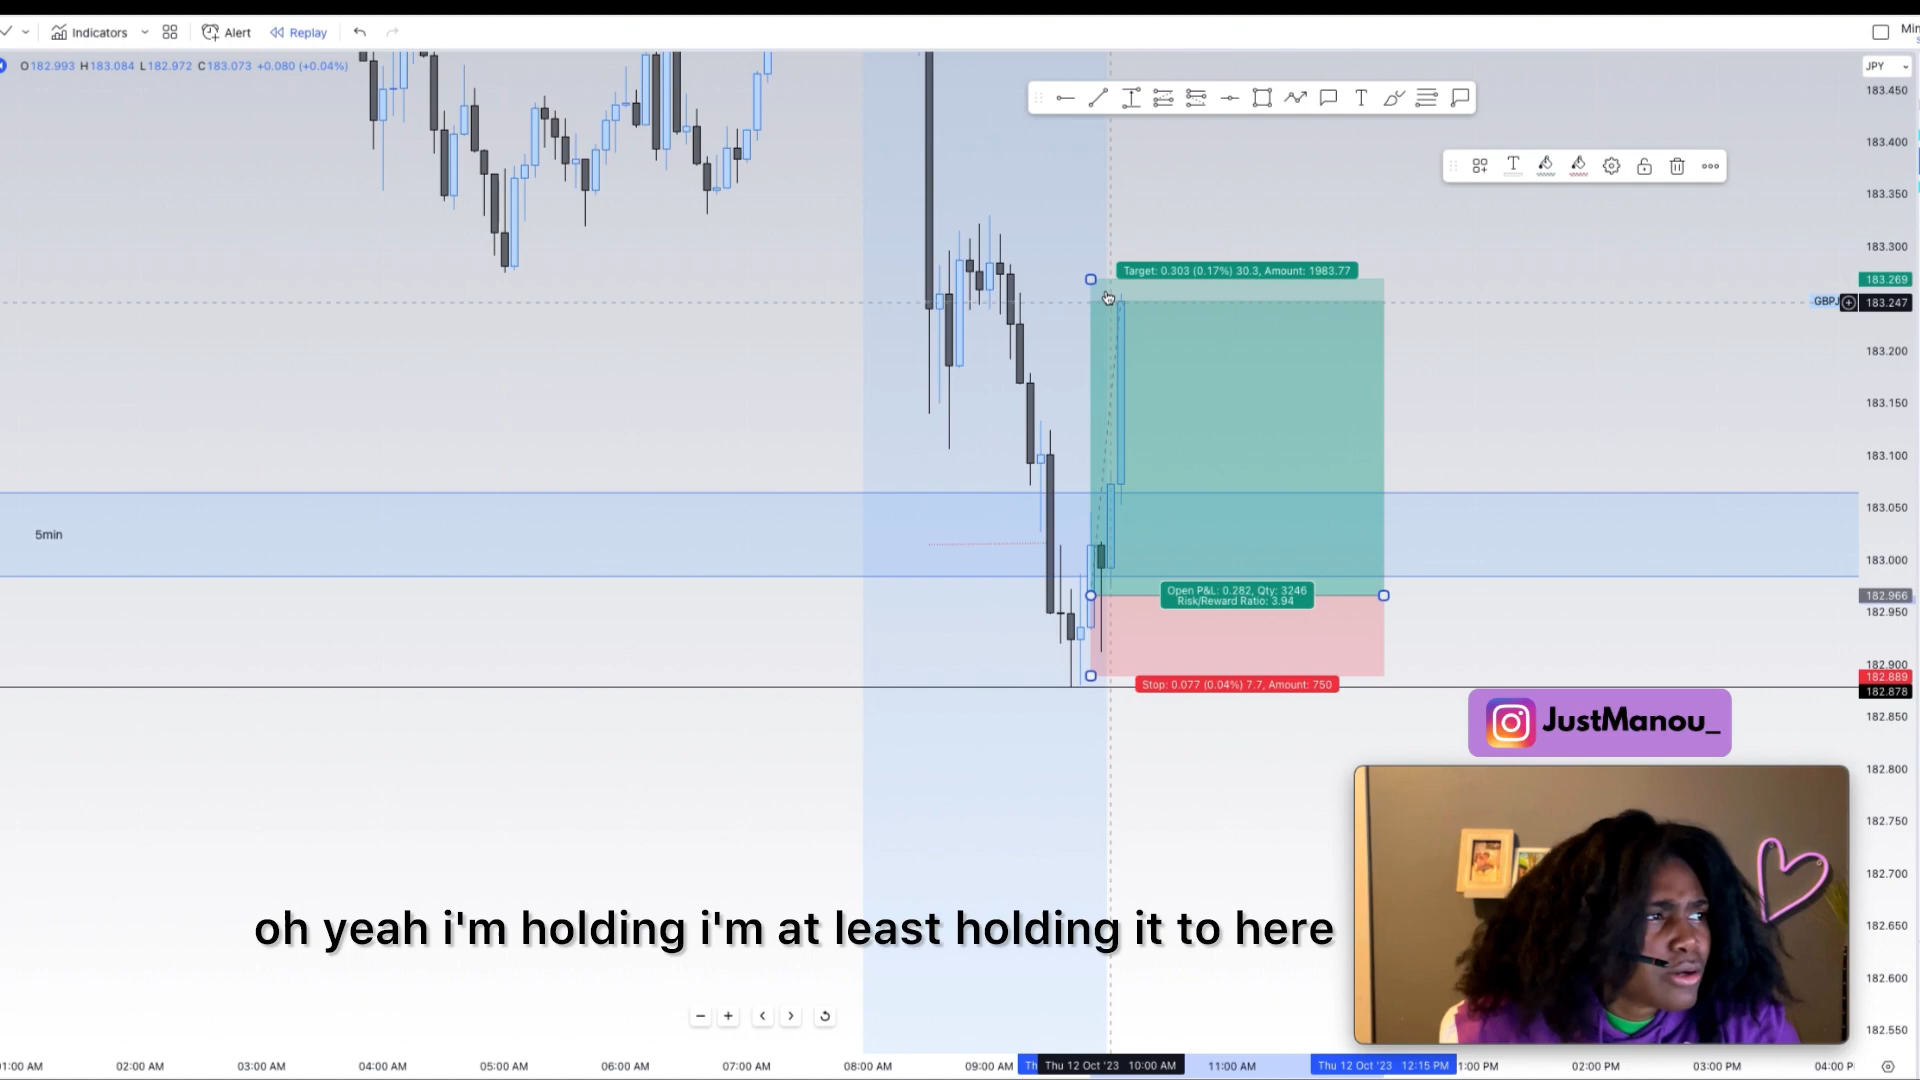 Indicators
Alert
Replay
Min
O182.993 H183.084 L182.972 C183.073 +0.080 (+0.04%)
JPY
183.450
183.400
183.350
183.300
Target: 0.303 (0.17%) 30.3, Amount: 1983.77
183.269
GBPJ
183.247
183.200
183.150
183.100
183.050
5min
183.000
Open P&L: 0.282, Qty: 3246
Risk/Reward Ratio: 3.94
182.966
182.950
182.900
Stop: 0.077 (0.04%) 7.7, Amount: 750
182.889
182.878
182.850
JustManou_
182.800
182.750
182.700
182.650
182.600
182.550
oh yeah i'm holding i'm at least holding it to here
1:00 AM 02:00 AM 03:00 AM 04:00 AM 05:00 AM 06:00 AM 07:00 AM 08:00 AM 09:00 AM Th Thu 12 Oct '23 10:00 AM 11:00 AM Thu 12 Oct '23 12:15 PM 1:00 PM 02:00 PM 03:00 PM 04:00 P